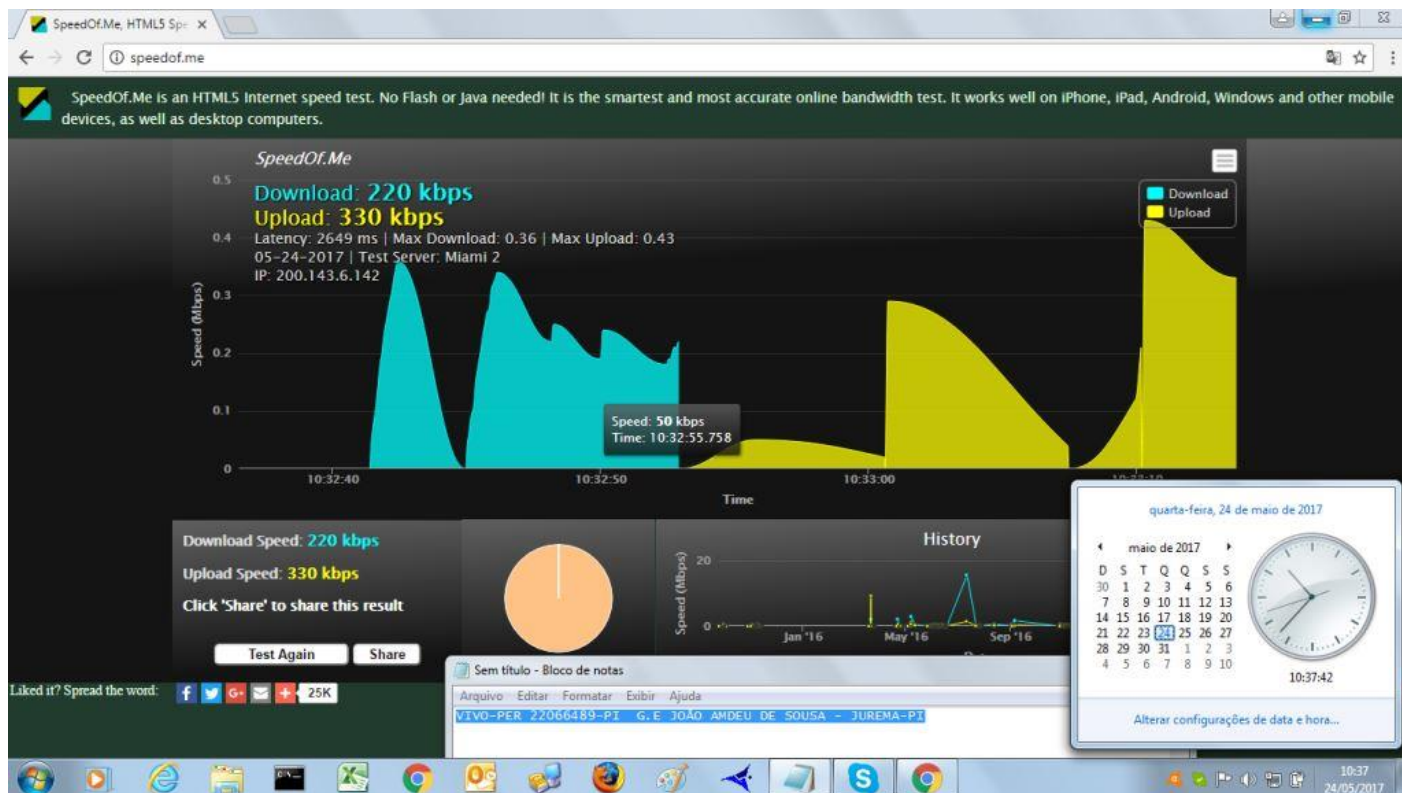 SpeedOf.Me, HTML5 Spe
speedof.me
SpeedOf.Me is an HTML5 Internet speed test. No Flash or Java needed! It is the smartest and most accurate online bandwidth test. It works well on iPhone, iPad, Android, Windows and other mobile
devices, as well as desktop computers.
SpeedOf.Me
Download: 220 kbps
Upload: 330 kbps
Latency: 2649 ms | Max Download: 0.36 | Max Upload: 0.43
05-24-2017 | Test Server: Miami 2
IP: 200.143.6.142
Download
Upload
0.5
0.4
0.3
0.2
0.1
0
Speed (Mbps)
Speed: 50 kbps
Time: 10:32:55.758
10:32:40 10:32:50 10:33:00
Time
Download Speed: 220 kbps
Upload Speed: 330 kbps
Click 'Share' to share this result
Test Again Share
History
Speed (Mbps)
20
0
Jan '16 May '16 Sep '16
Liked it? Spread the word:
25K
Sem título - Bloco de notas
Arquivo Editar Formatar Exibir Ajuda
VIVO-PER 22066489-PI G.E JOÃO AMDEU DE SOUSA - JUREMA-PI
quarta-feira, 24 de maio de 2017
maio de 2017
D S T Q Q S S
30 1 2 3 4 5 6
7 8 9 10 11 12 13
14 15 16 17 18 19 20
21 22 23 24 25 26 27
28 29 30 31 1 2 3
4 5 6 7 8 9 10
10:37:42
Alterar configurações de data e hora...
10:37
24/05/2017